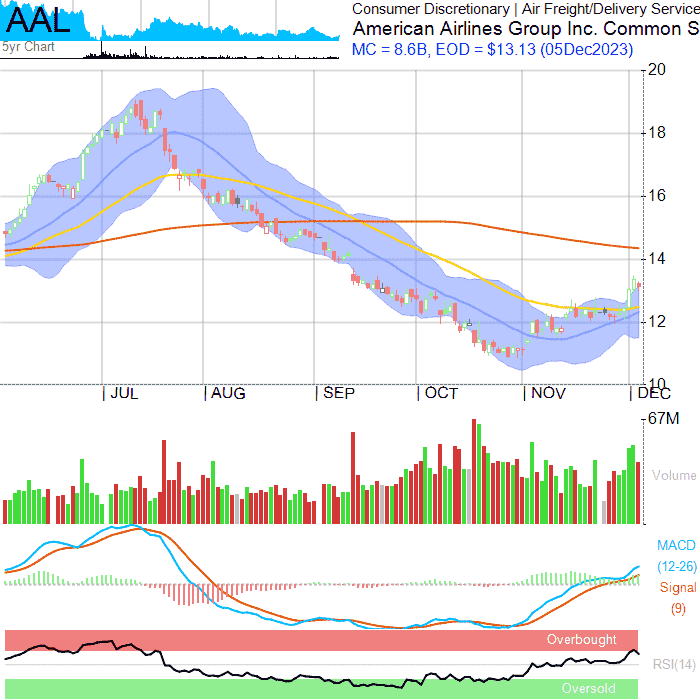 AAL
5yr Chart
Consumer Discretionary | Air Freight/Delivery Service
American Airlines Group Inc. Common S
MC = 8.6B, EOD = $13.13 (05Dec2023)
20
18
16
14
12
10
JUL AUG SEP OCT NOV DEC
67M
Volume
MACD
(12-26)
Signal
(9)
Overbought
RSI(14)
Oversold